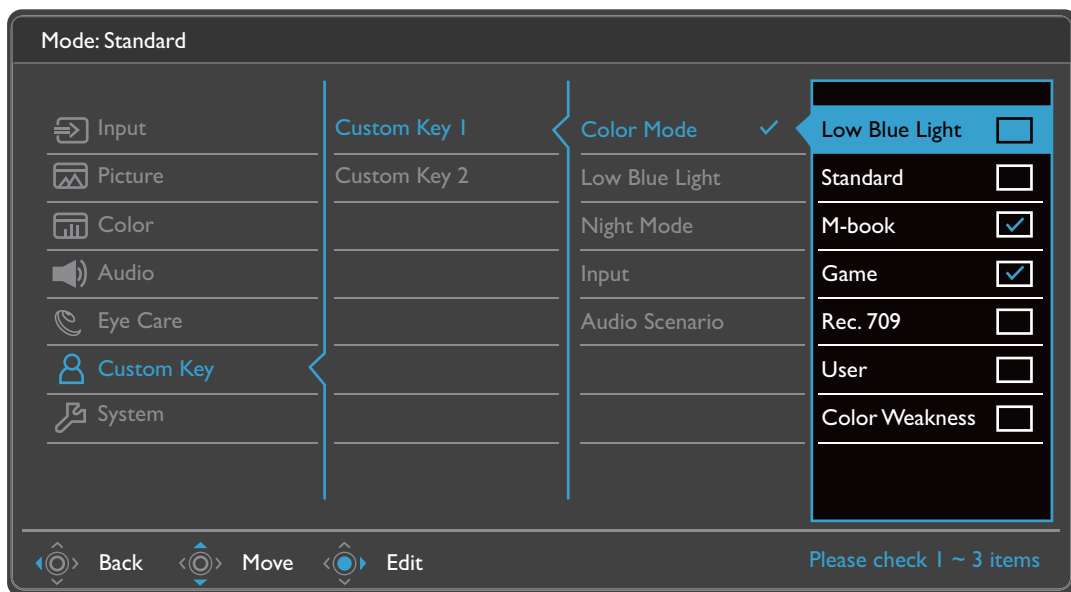 Mode: Standard
Input
Picture
Color
Audio
Eye Care
Custom Key
System
Custom Key 1
Custom Key 2
Color Mode
Low Blue Light
Night Mode
Input
Audio Scenario
Low Blue Light
Standard
M-book
Game
Rec. 709
User
Color Weakness
Back Move Edit
Please check 1 ~ 3 items